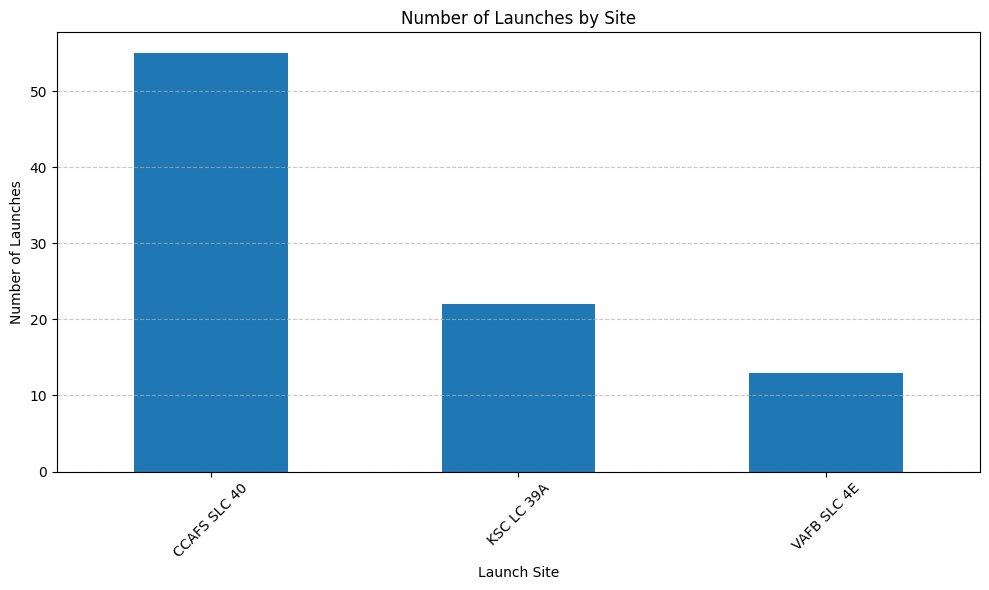 Number of Launches by Site
Number of Launches
50
40
30
20
10
0
CCAFS SLC 40
KSC LC 39A
VAFB SLC 4E
Launch Site